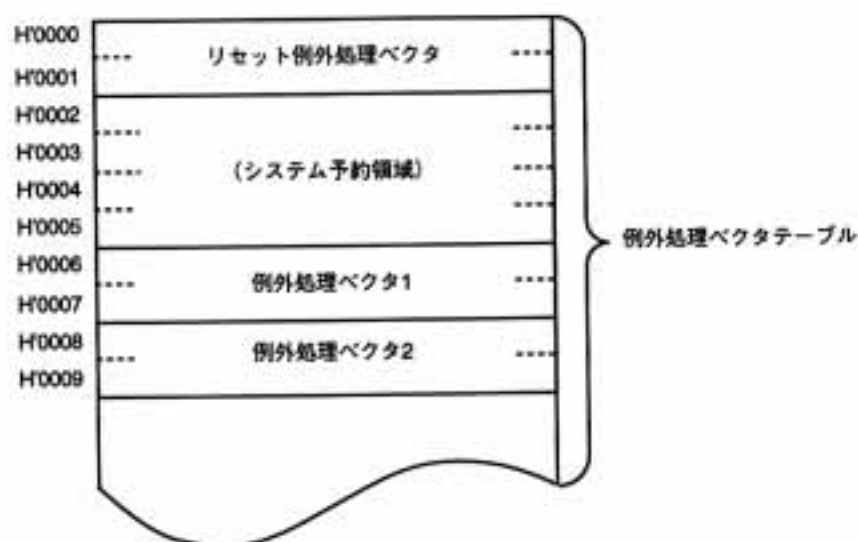 H'0000
リセット例外処理ベクタ
H'0001
H'0002
H'0003
(システム予約領域)
H'0004
H'0005
例外処理ベクタテーブル
H'0006
例外処理ベクタ1
H'0007
H'0008
例外処理ベクタ2
H'0009